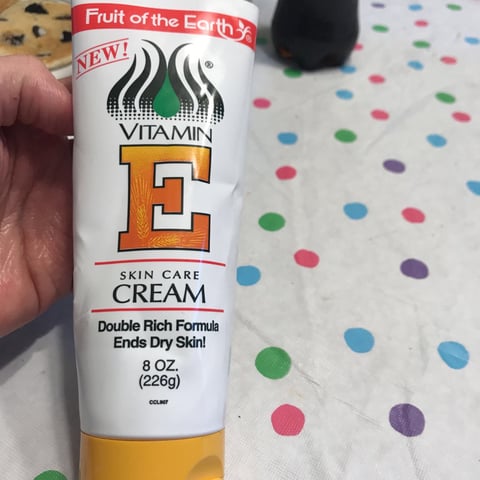 Fruit of the Earth
NEW!
®
VITAMIN
E
SKIN CARE
CREAM
Double Rich Formula
Ends Dry Skin!
8 OZ.
(226g)